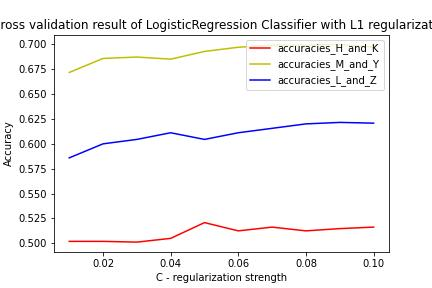 ross validation result of LogisticRegression Classifier with L1 regularizat
0.700
0.675
0.650
0.625
0.600
0.575
0.550
0.525
0.500
Accuracy
accuracies_H_and_K
accuracies_M_and_Y
accuracies_L_and_Z
0.02 0.04 0.06 0.08 0.10
C - regularization strength